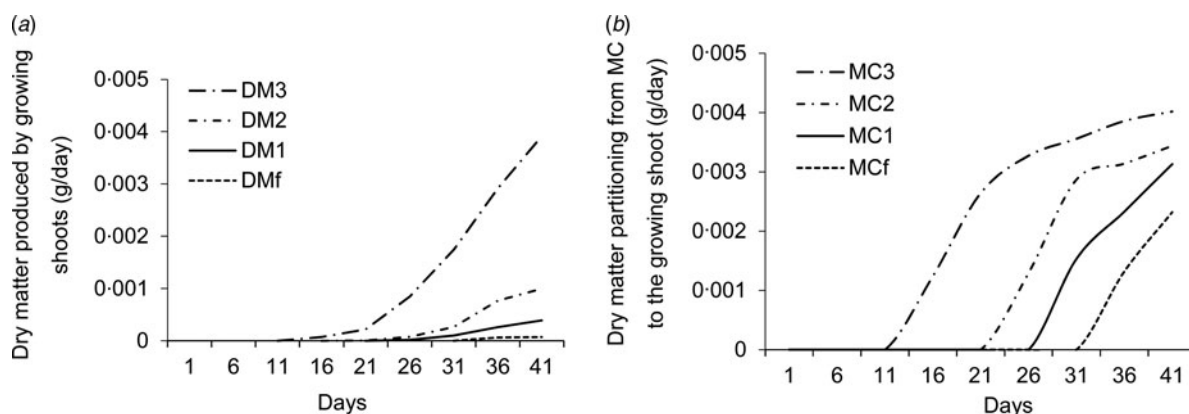 (a)
Dry matter produced by growing
shoots (g/day)
0·005
0·004
0·003
0·002
0·001
0
DM3
DM2
DM1
DMf
1 6 11 16 21 26 31 36 41
Days
(b)
Dry matter partitioning from MC
to the growing shoot (g/day)
0·005
0·004
0·003
0·002
0·001
0
MC3
MC2
MC1
MCf
1 6 11 16 21 26 31 36 41
Days